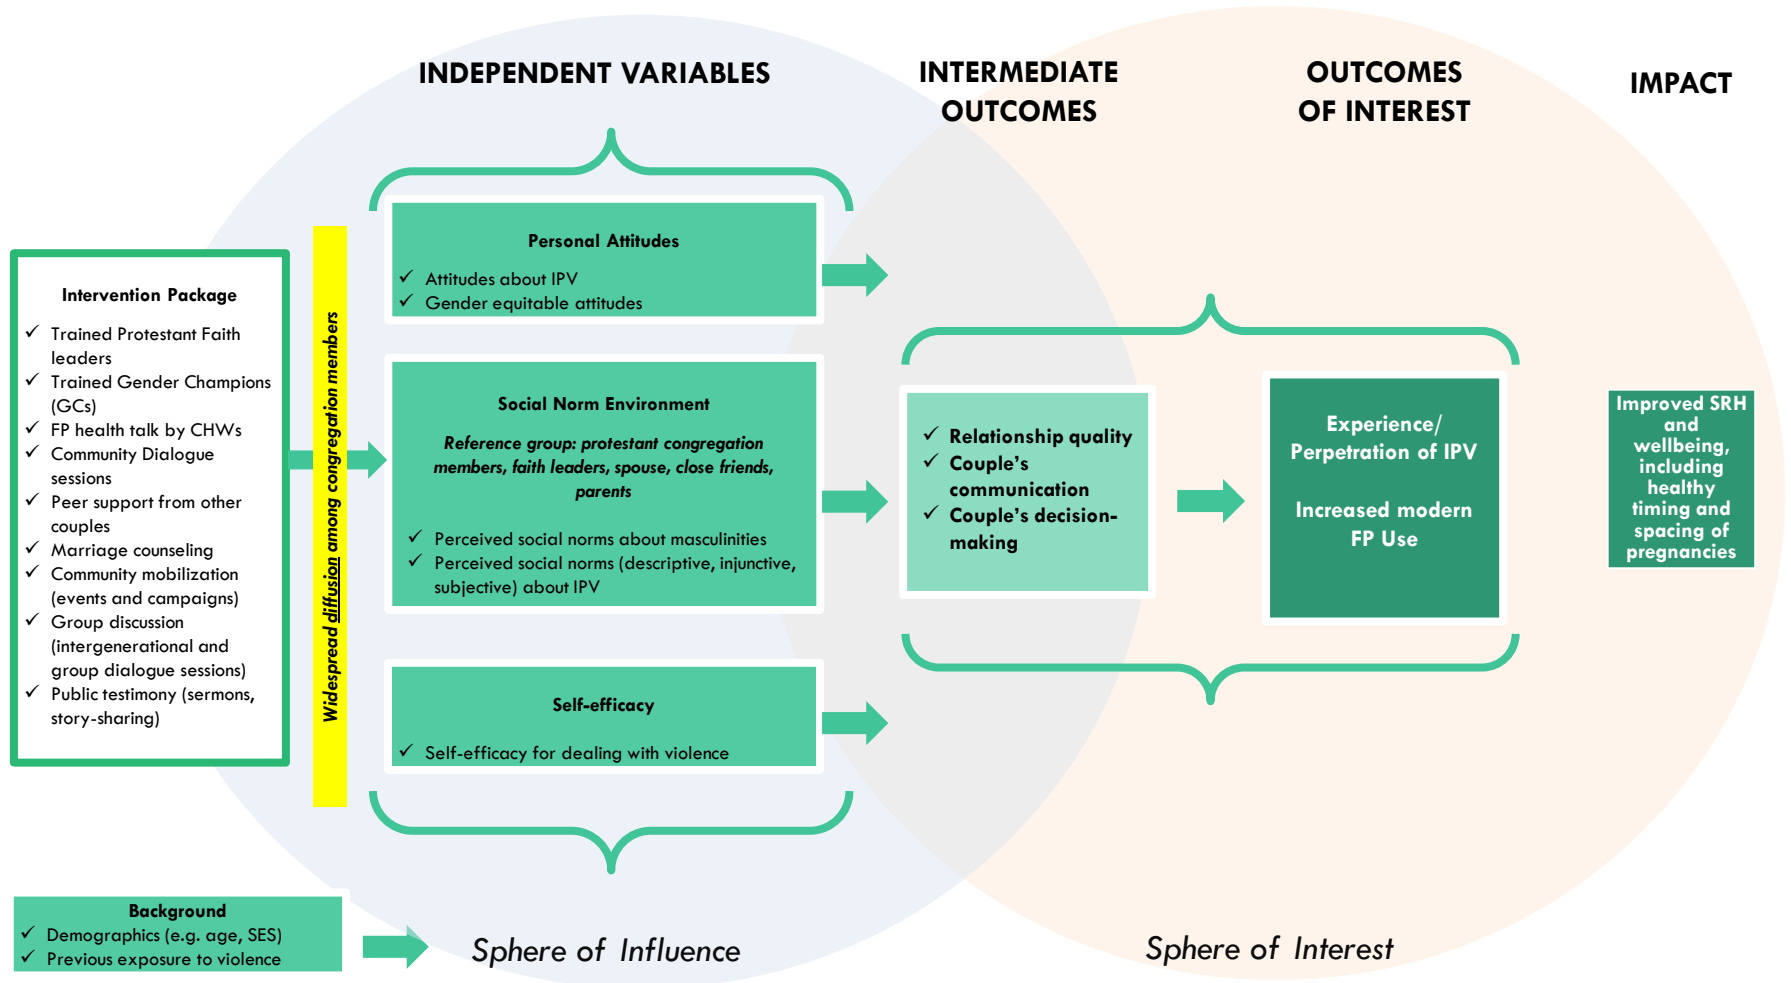 INDEPENDENT VARIABLES
INTERMEDIATE
OUTCOMES
OUTCOMES
OF INTEREST
IMPACT
Intervention Package
✓ Trained Protestant Faith
leaders
✓ Trained Gender Champions
(GCs)
✓ FP health talk by CHWs
✓ Community Dialogue
sessions
✓ Peer support from other
couples
✓ Marriage counseling
✓ Community mobilization
(events and campaigns)
✓ Group discussion
(intergenerational and
group dialogue sessions)
✓ Public testimony (sermons,
story-sharing)
Widespread diffusion among congregation members
Personal Attitudes
✓ Attitudes about IPV
✓ Gender equitable attitudes
Social Norm Environment
Reference group: protestant congregation
members, faith leaders, spouse, close friends,
parents
✓ Perceived social norms about masculinities
✓ Perceived social norms (descriptive, injunctive,
subjective) about IPV
Self-efficacy
✓ Self-efficacy for dealing with violence
✓ Relationship quality
✓ Couple's
communication
✓ Couple's decision-
making
Experience/
Perpetration of IPV
Increased modern
FP Use
Improved SRH
and
wellbeing,
including
healthy
timing and
spacing of
pregnancies
Background
✓ Demographics (e.g. age, SES)
✓ Previous exposure to violence
Sphere of Influence
Sphere of Interest